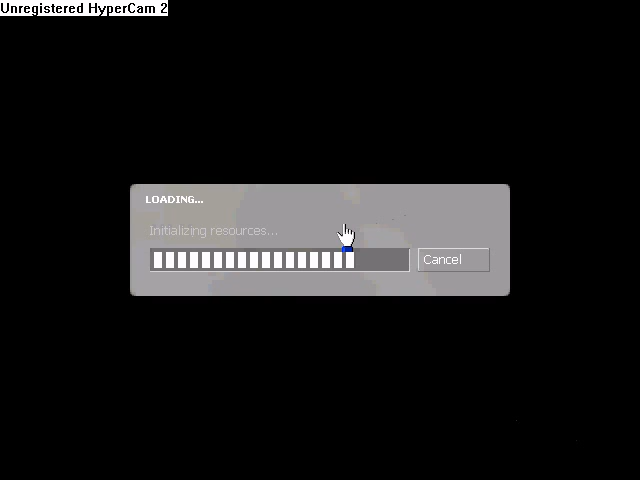 Unregistered HyperCam 2
LOADING...
Initializing resources...
Cancel